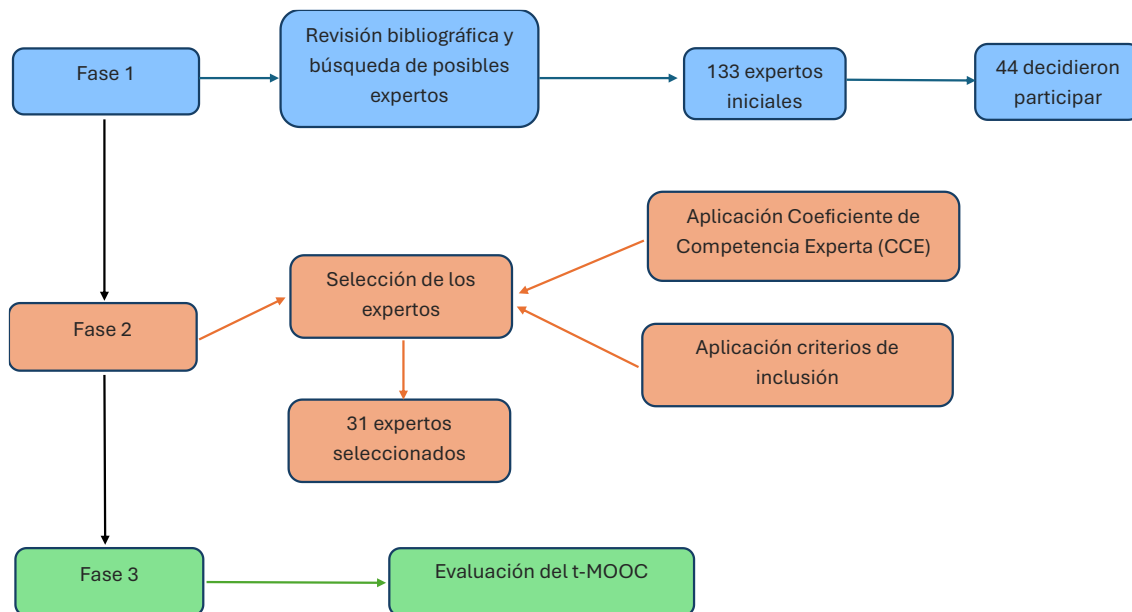 Fase 1
Revisión bibliográfica y
búsqueda de posibles
expertos
133 expertos
iniciales
44 decidieron
participar
Fase 2
Selección de los
expertos
Aplicación Coeficiente de
Competencia Experta (CCE)
Aplicación criterios de
inclusión
31 expertos
seleccionados
Fase 3
Evaluación del t-MOOC